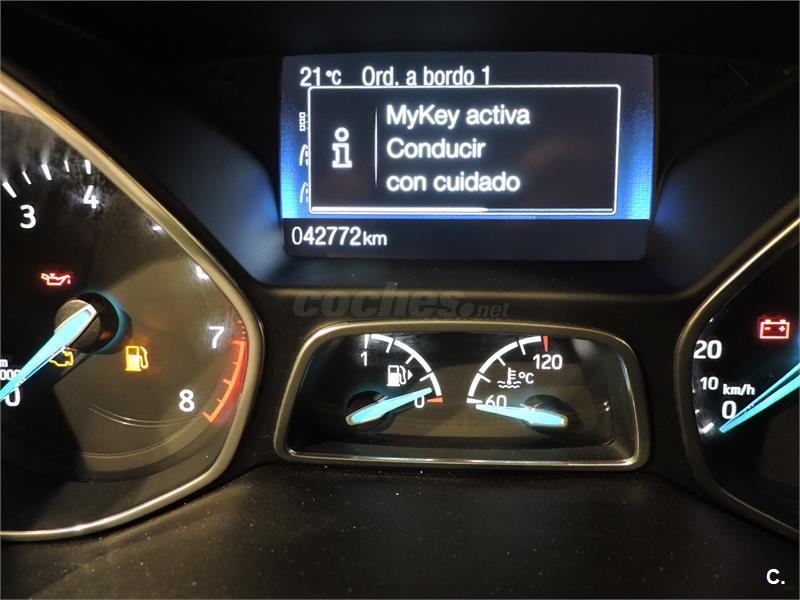 21°C Ord. a bordo 1
MyKey activa
Conducir
con cuidado
042772km
coches.net
3
4
7
8
0
1
0
60
120
°C
20
10 km/h
0
C.